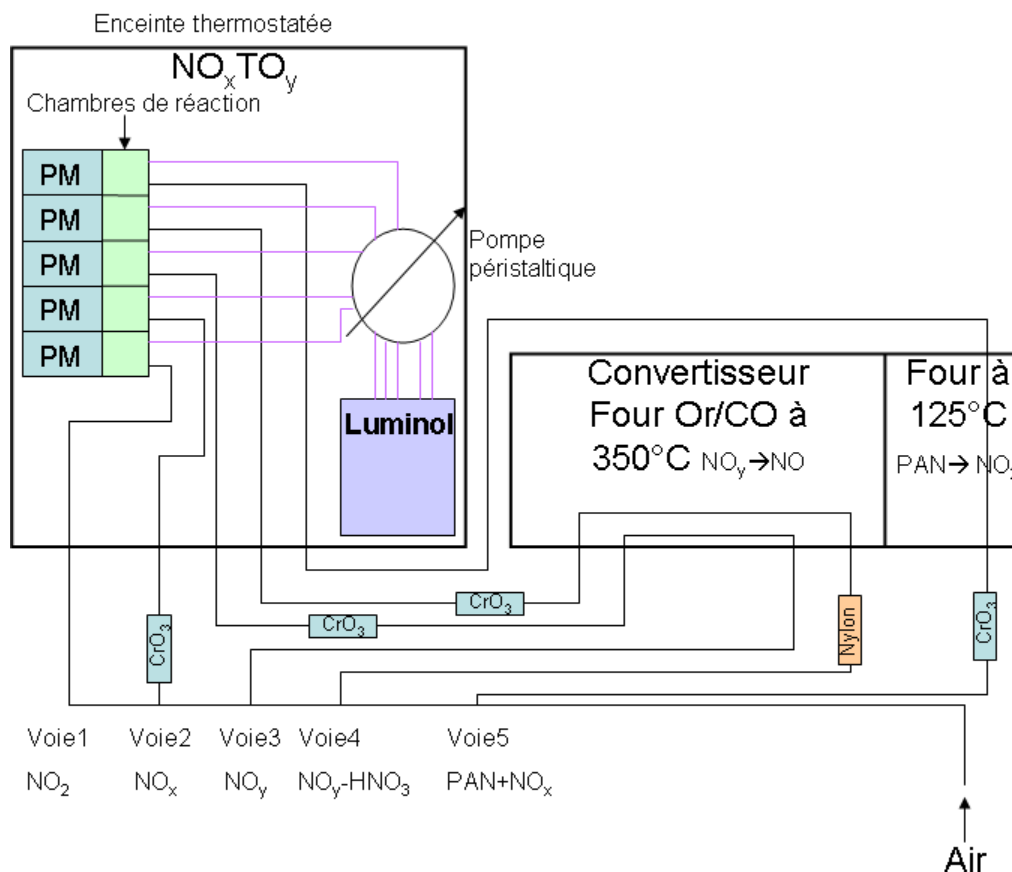 Enceinte thermostatée
NOxTOy
Chambres de réaction
PM
PM
PM
PM
PM
Pompe
péristaltique
Luminol
Convertisseur
Four Or/CO à
350°C NOy→NO
Four à
125°C
PAN→ NO2
CrO3
CrO3
CrO3
Nylon
CrO3
Voie1
Voie2
Voie3
Voie4
Voie5
NO2
NOx
NOy
NOy-HNO3
PAN+NOx
Air